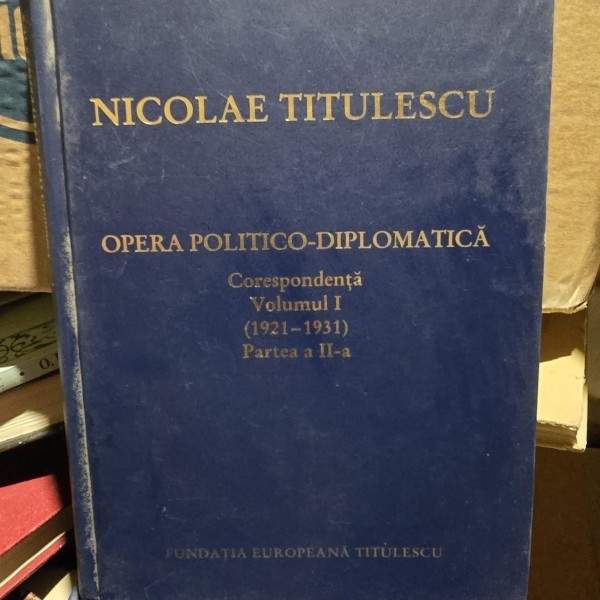 NICOLAE TITULESCU
OPERA POLITICO-DIPLOMATICĂ
Corespondență
Volumul I
(1921–1931)
Partea a II-a
FUNDAȚIA EUROPEANĂ TITULESCU